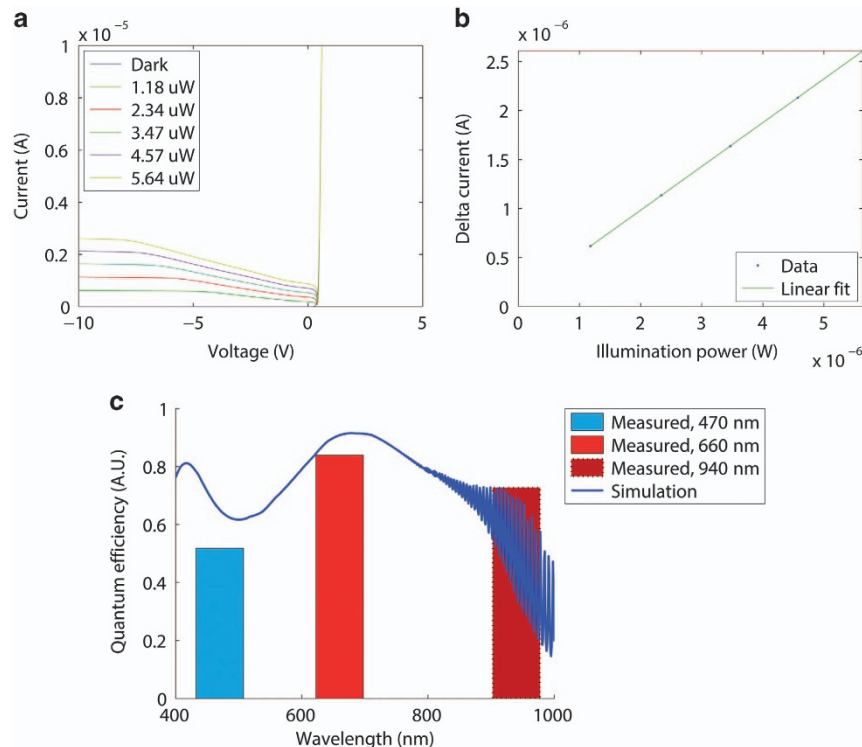 a
× 10⁻⁵
1
0.8
0.6
0.4
0.2
0
Current (A)
Dark
1.18 uW
2.34 uW
3.47 uW
4.57 uW
5.64 uW
−10
−5
0
5
Voltage (V)
b
× 10⁻⁶
2.5
2
1.5
1
0.5
0
Delta current (A)
Data
Linear fit
0
1
2
3
4
5
Illumination power (W)
× 10⁻⁶
c
1
0.8
0.6
0.4
0.2
0
Quantum efficiency (A.U.)
400
600
800
1000
Wavelength (nm)
Measured, 470 nm
Measured, 660 nm
Measured, 940 nm
Simulation